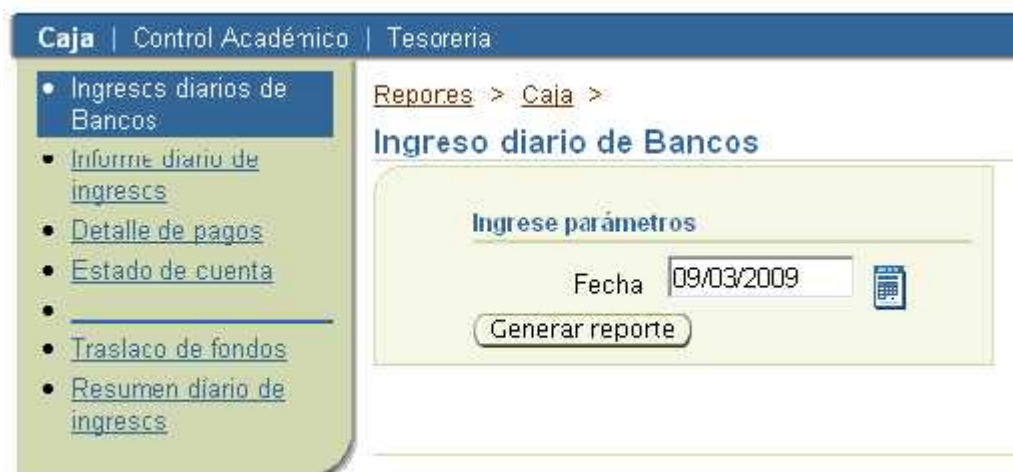 Caja | Control Académico | Tesoreria
Ingresos diarios de
Bancos
Informe diario de
ingresos
Detalle de pagos
Estado de cuenta
Traslado de fondos
Resumen diario de
ingresos
Reportes > Caja >
Ingreso diario de Bancos
Ingrese parámetros
Fecha 09/03/2009
Generar reporte